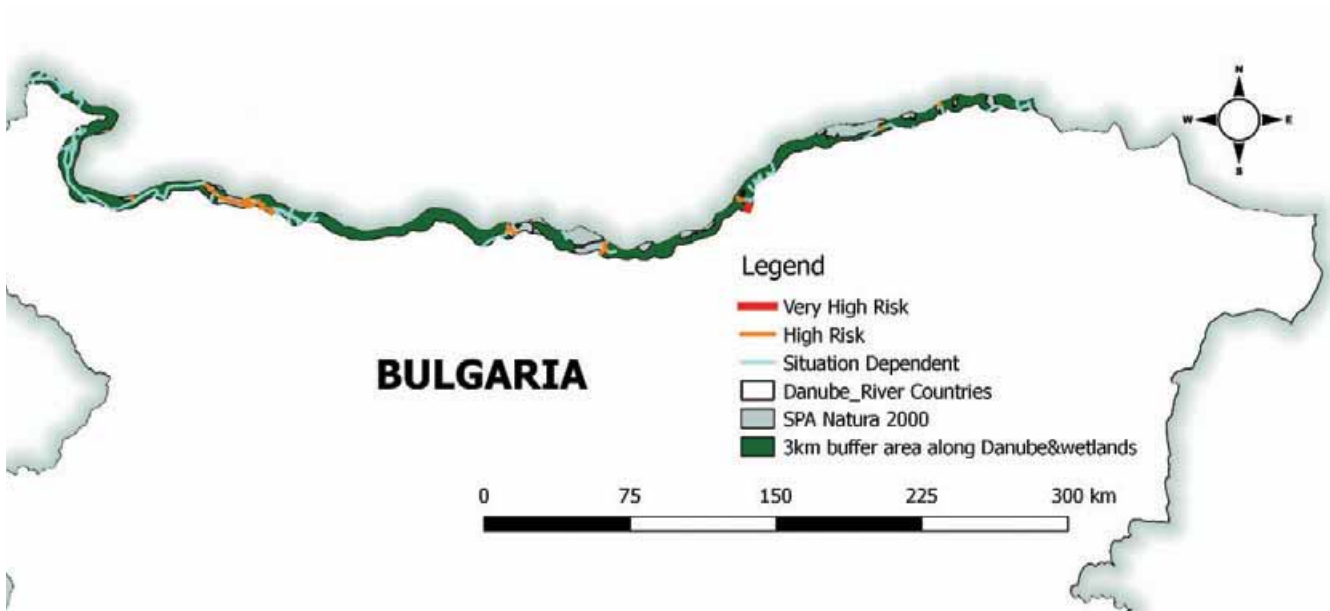 N
W E
S
Legend
Very High Risk
High Risk
Situation Dependent
BULGARIA
Danube_River Countries
SPA Natura 2000
3km buffer area along Danube&wetlands
0 75 150 225 300 km